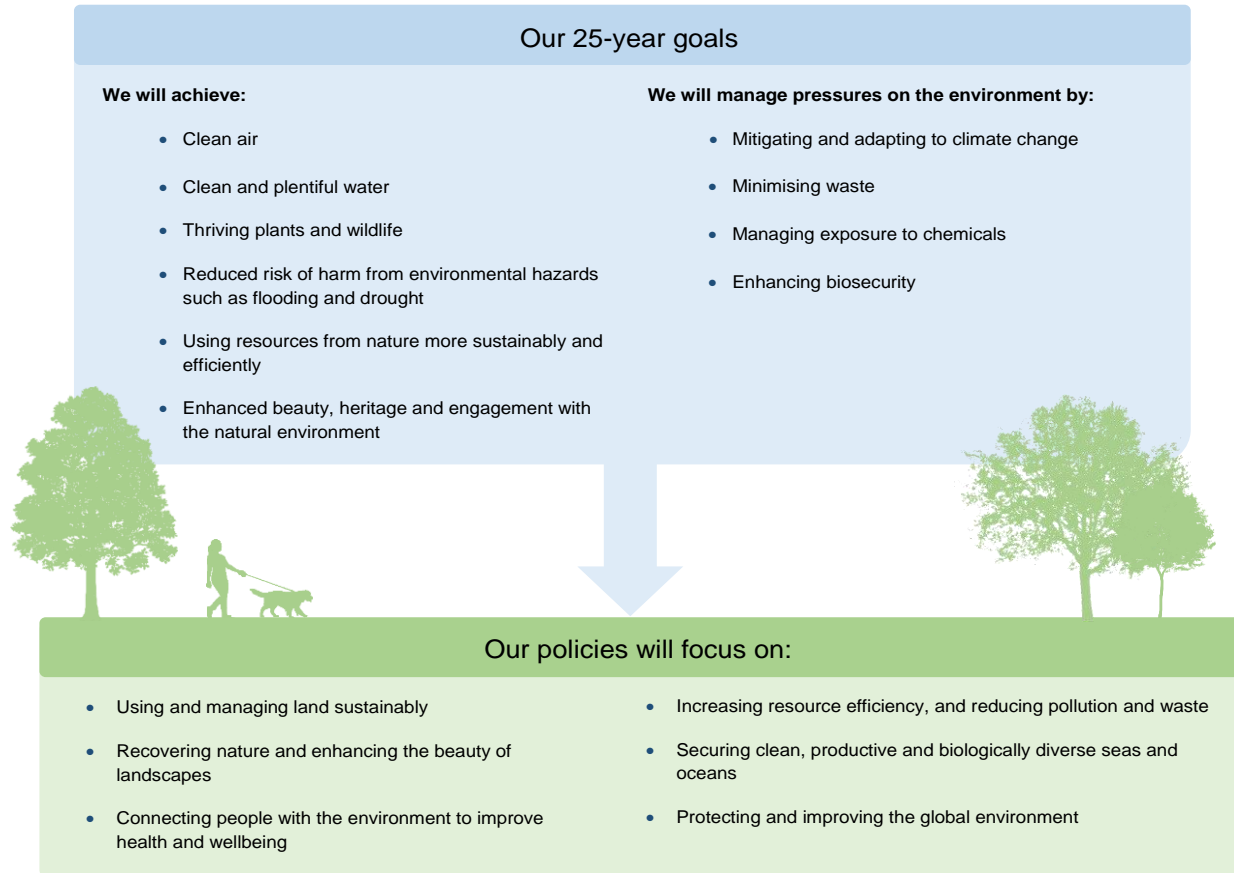 Our 25-year goals
We will achieve:
• Clean air
• Clean and plentiful water
• Thriving plants and wildlife
• Reduced risk of harm from environmental hazards
such as flooding and drought
• Using resources from nature more sustainably and
efficiently
• Enhanced beauty, heritage and engagement with
the natural environment
We will manage pressures on the environment by:
• Mitigating and adapting to climate change
• Minimising waste
• Managing exposure to chemicals
• Enhancing biosecurity
Our policies will focus on:
• Using and managing land sustainably
• Recovering nature and enhancing the beauty of
landscapes
• Connecting people with the environment to improve
health and wellbeing
• Increasing resource efficiency, and reducing pollution and waste
• Securing clean, productive and biologically diverse seas and
oceans
• Protecting and improving the global environment